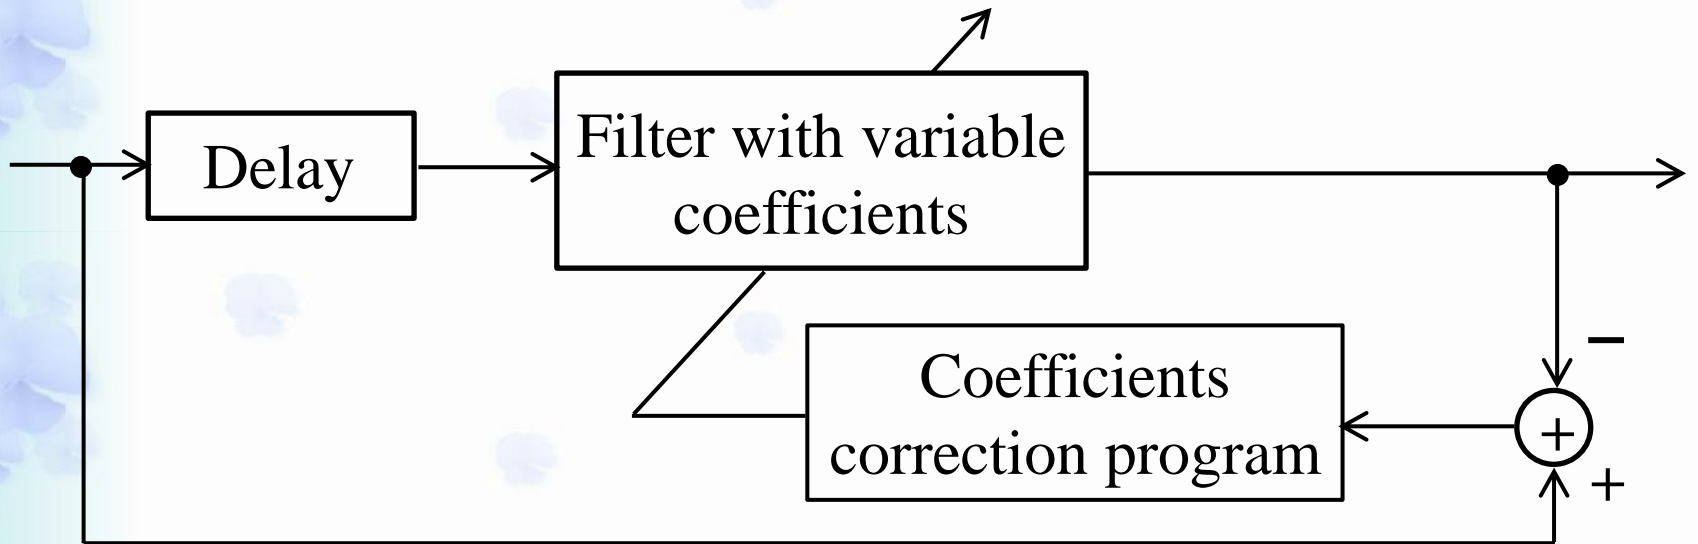 Delay
Filter with variable
coefficients
−
Coefficients
correction program
+
+